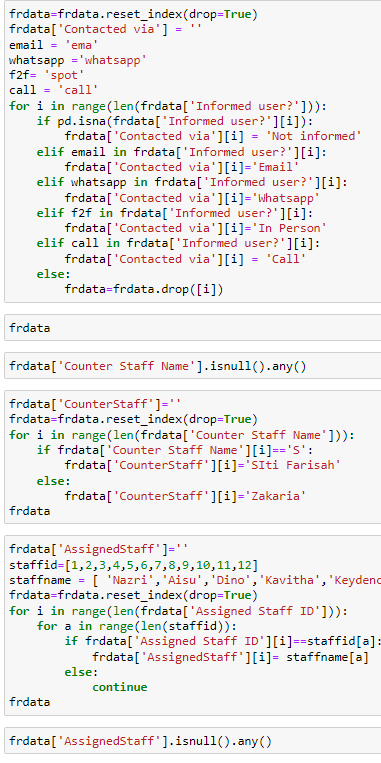 frdata=frdata.reset_index(drop=True)
frdata['Contacted via'] = ''
email = 'ema'
whatsapp ='whatsapp'
f2f= 'spot'
call = 'call'
for i in range(len(frdata['Informed user?'])):
    if pd.isna(frdata['Informed user?'][i]):
        frdata['Contacted via'][i] = 'Not informed'
    elif email in frdata['Informed user?'][i]:
        frdata['Contacted via'][i]='Email'
    elif whatsapp in frdata['Informed user?'][i]:
        frdata['Contacted via'][i]='Whatsapp'
    elif f2f in frdata['Informed user?'][i]:
        frdata['Contacted via'][i]='In Person'
    elif call in frdata['Informed user?'][i]:
        frdata['Contacted via'][i] = 'Call'
    else:
        frdata=frdata.drop([i])
frdata
frdata['Counter Staff Name'].isnull().any()
frdata['CounterStaff']=''
frdata=frdata.reset_index(drop=True)
for i in range(len(frdata['Counter Staff Name'])):
    if frdata['Counter Staff Name'][i]=='S':
        frdata['CounterStaff'][i]='SIti Farisah'
    else:
        frdata['CounterStaff'][i]='Zakaria'
frdata
frdata['AssignedStaff']=''
staffid=[1,2,3,4,5,6,7,8,9,10,11,12]
staffname = [ 'Nazri','Aisu','Dino','Kavitha','Keyden
frdata=frdata.reset_index(drop=True)
for i in range(len(frdata['Assigned Staff ID'])):
    for a in range(len(staffid)):
        if frdata['Assigned Staff ID'][i]==staffid[a]:
            frdata['AssignedStaff'][i]= staffname[a]
        else:
            continue
frdata
frdata['AssignedStaff'].isnull().any()